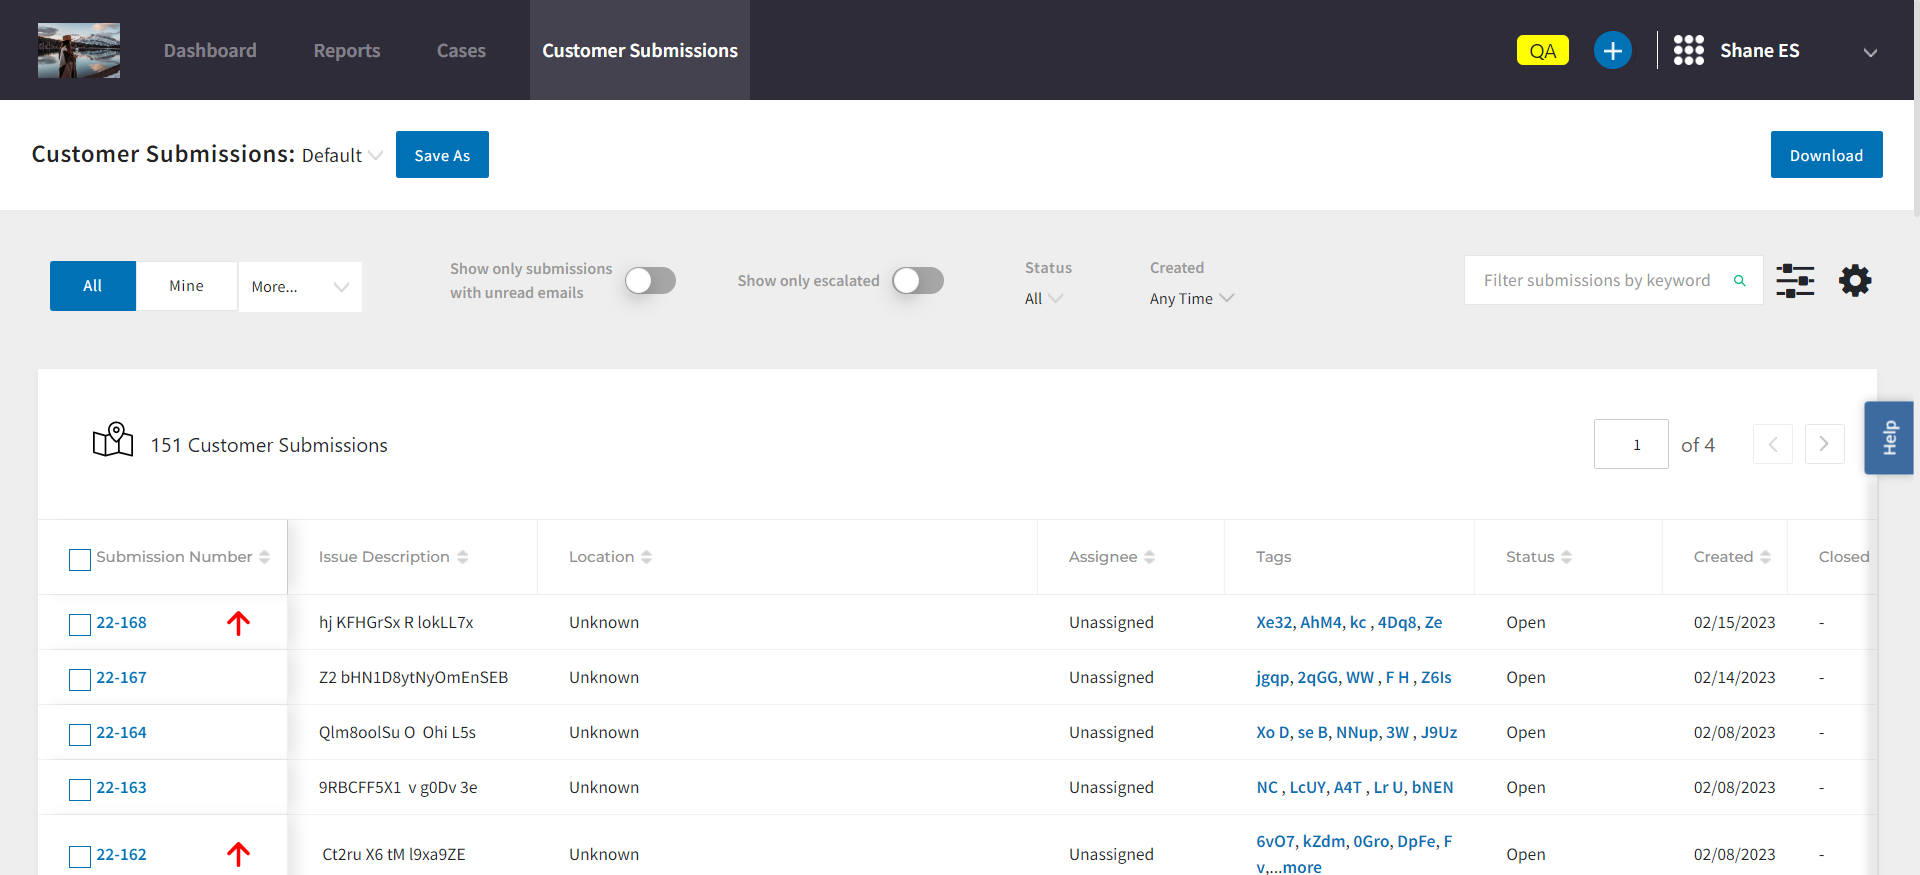 Dashboard Reports Cases Customer Submissions QA Shane ES
Customer Submissions: Default Save As Download
All Mine More... Show only submissions with unread emails Show only escalated Status All Created Any Time Filter submissions by keyword
Help
151 Customer Submissions 1 of 4
Submission Number Issue Description Location Assignee Tags Status Created Closed
22-168 hj KFHGrSx R lokLL7x Unknown Unassigned Xe32, AhM4, kc , 4Dq8, Ze Open 02/15/2023 -
22-167 Z2 bHN1D8ytNyOmEnSEB Unknown Unassigned jgqp, 2qGG, WW , F H , Z6Is Open 02/14/2023 -
22-164 Qlm8oolSu O Ohi L5s Unknown Unassigned Xo D, se B, NNup, 3W , J9Uz Open 02/08/2023 -
22-163 9RBCFF5X1 v g0Dv 3e Unknown Unassigned NC , LcUY, A4T , Lr U, bNEN Open 02/08/2023 -
22-162 Ct2ru X6 tM l9xa9ZE Unknown Unassigned 6vO7, kZdm, 0Gro, DpFe, F v,...more Open 02/08/2023 -